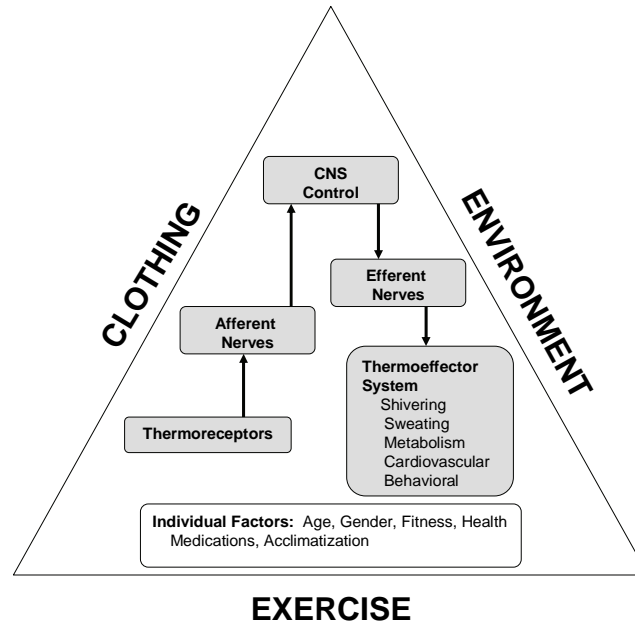 CNS
Control
CLOTHING
ENVIRONMENT
Efferent
Nerves
Afferent
Nerves
Thermoeffector
System
Shivering
Sweating
Metabolism
Cardiovascular
Behavioral
Thermoreceptors
Individual Factors: Age, Gender, Fitness, Health
Medications, Acclimatization
EXERCISE